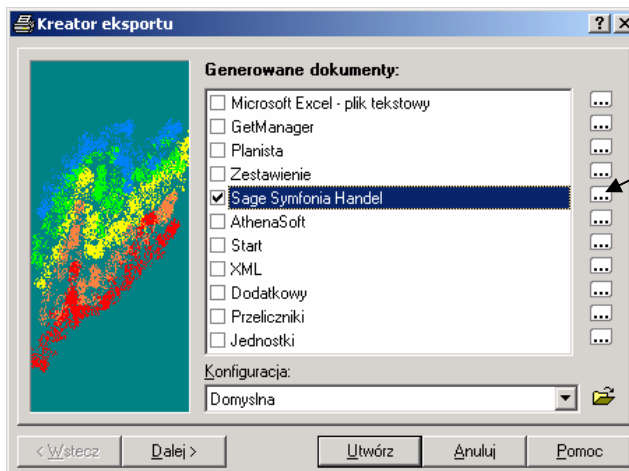 Kreator eksportu
Generowane dokumenty:
Microsoft Excel - plik tekstowy
GetManager
Planista
Zestawienie
Sage Symfonia Handel
AthenaSoft
Start
XML
Dodatkowy
Przeliczniki
Jednostki
Konfiguracja:
Domyslna
< Wstecz Dalej > Utwórz Anuluj Pomoc